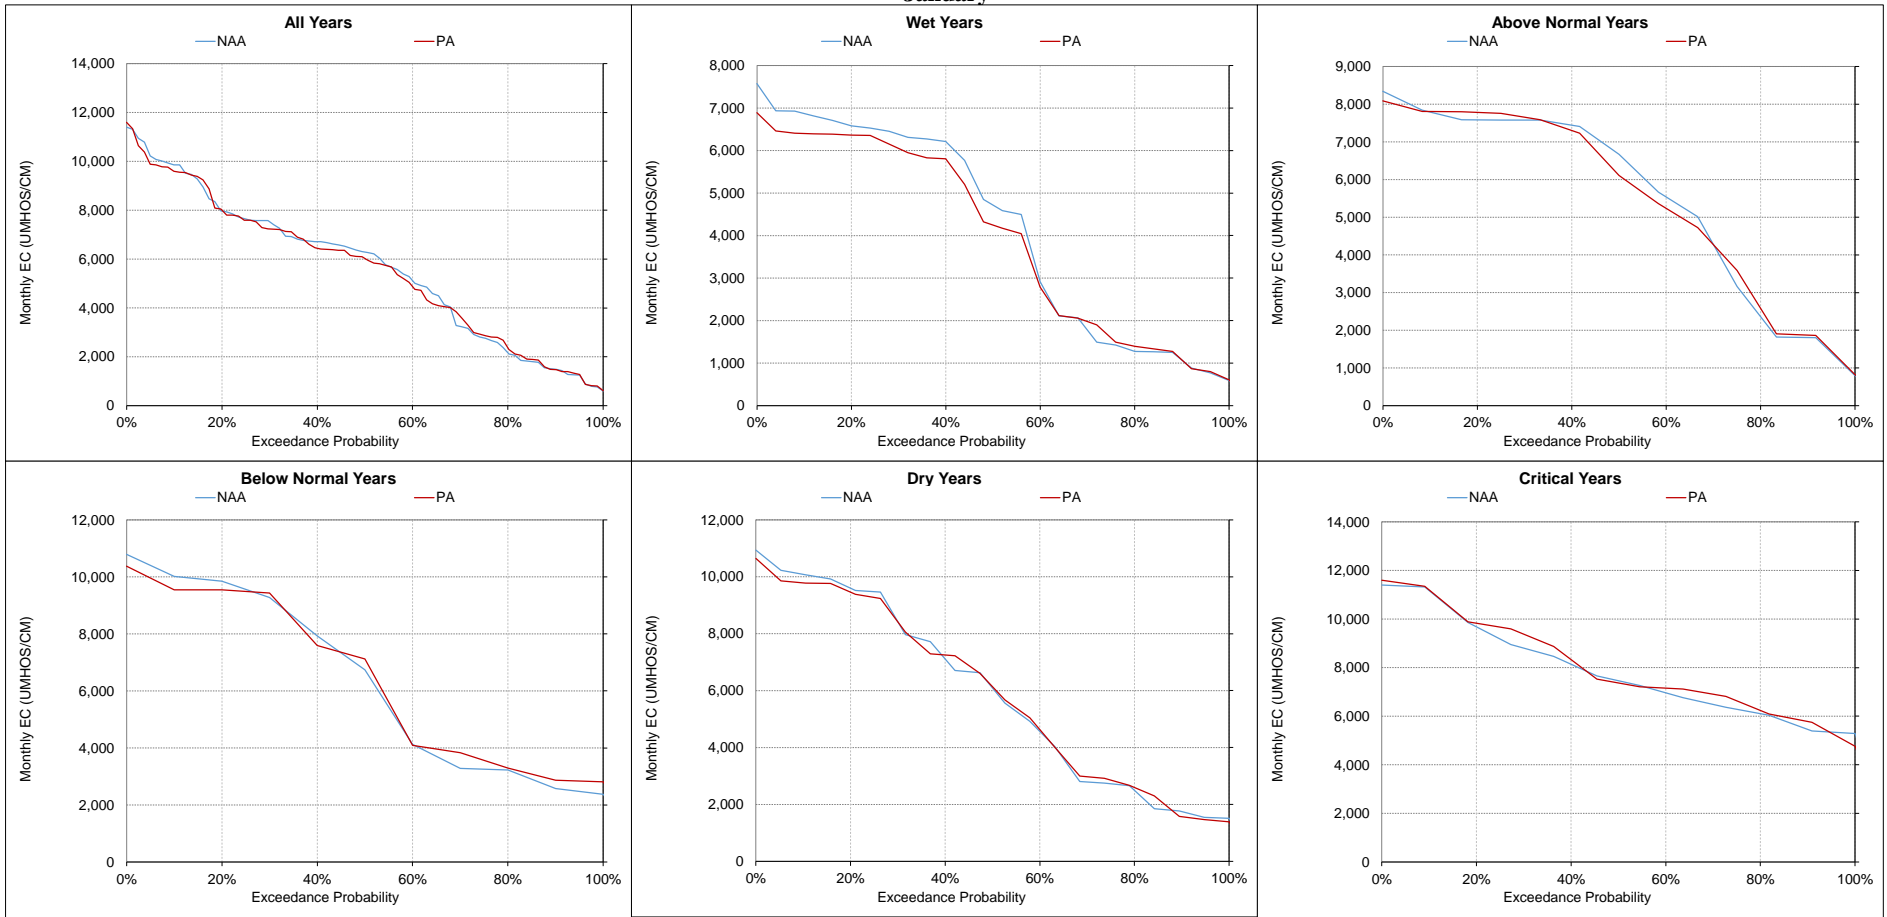 All Years
NAA PA
14,000
12,000
10,000
8,000
6,000
4,000
2,000
0
Monthly EC (UMHOS/CM)
0% 20% 40% 60% 80% 100%
Exceedance Probability
Wet Years
NAA PA
8,000
7,000
6,000
5,000
4,000
3,000
2,000
1,000
0
Monthly EC (UMHOS/CM)
0% 20% 40% 60% 80% 100%
Exceedance Probability
Above Normal Years
NAA PA
9,000
8,000
7,000
6,000
5,000
4,000
3,000
2,000
1,000
0
Monthly EC (UMHOS/CM)
0% 20% 40% 60% 80% 100%
Exceedance Probability
Below Normal Years
NAA PA
12,000
10,000
8,000
6,000
4,000
2,000
0
Monthly EC (UMHOS/CM)
0% 20% 40% 60% 80% 100%
Exceedance Probability
Dry Years
NAA PA
12,000
10,000
8,000
6,000
4,000
2,000
0
Monthly EC (UMHOS/CM)
0% 20% 40% 60% 80% 100%
Exceedance Probability
Critical Years
NAA PA
14,000
12,000
10,000
8,000
6,000
4,000
2,000
0
Monthly EC (UMHOS/CM)
0% 20% 40% 60% 80% 100%
Exceedance Probability